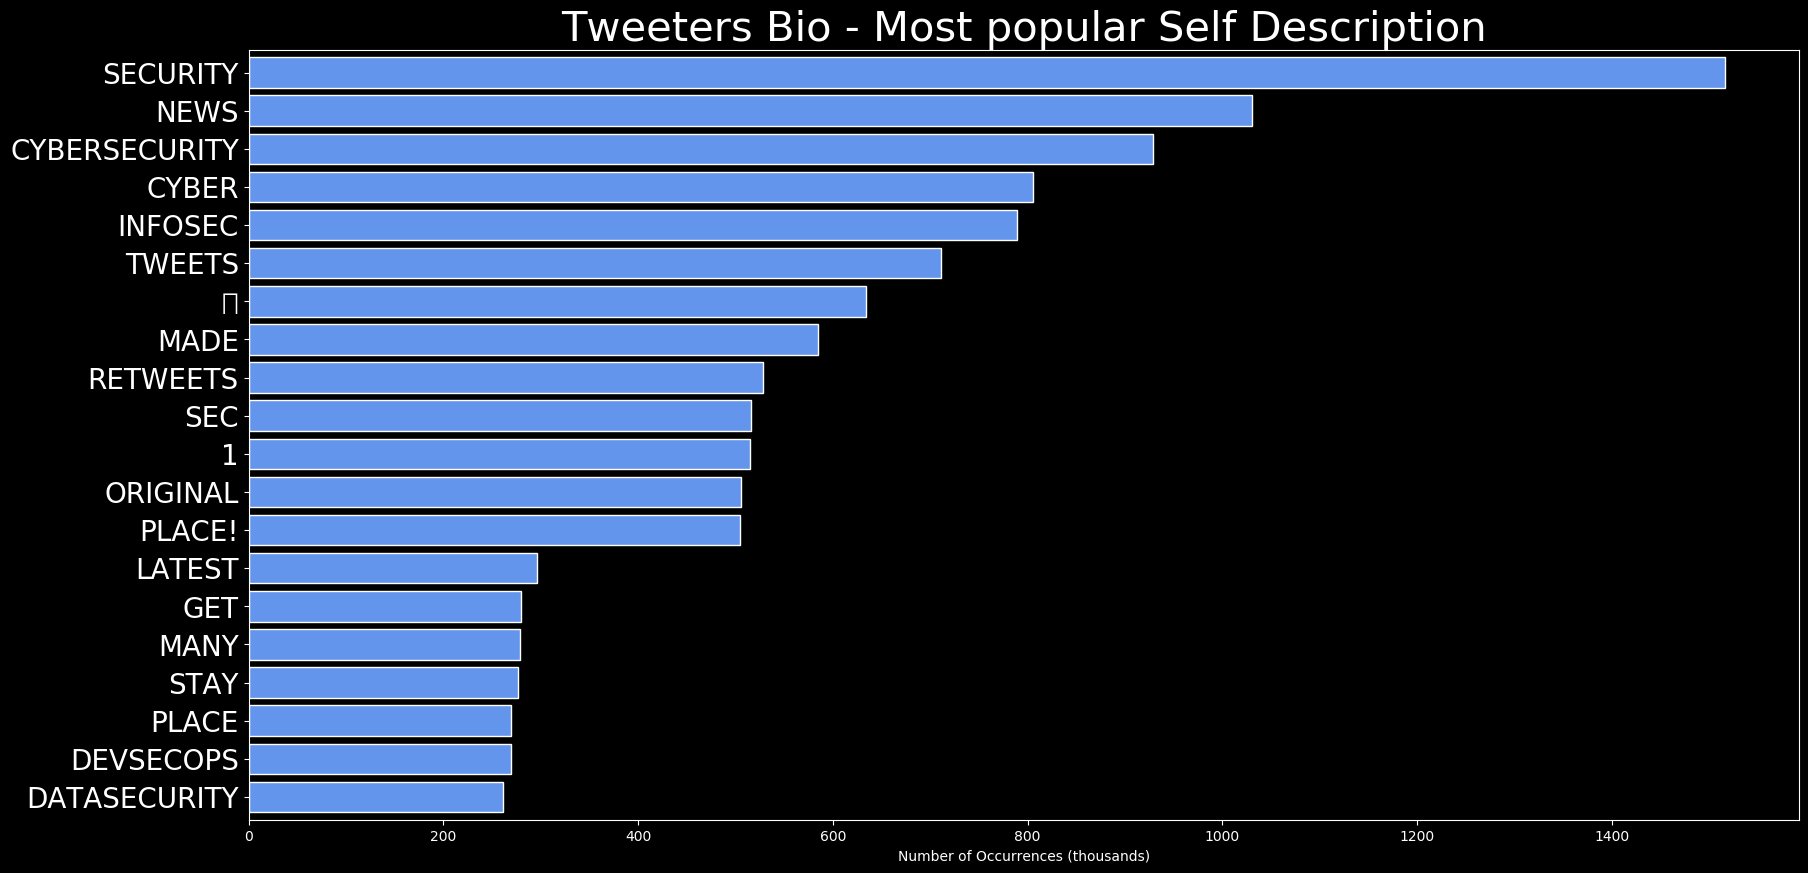 Tweeters Bio - Most popular Self Description
SECURITY
NEWS
CYBERSECURITY
CYBER
INFOSEC
TWEETS
MADE
RETWEETS
SEC
1
ORIGINAL
PLACE!
LATEST
GET
MANY
STAY
PLACE
DEVSECOPS
DATASECURITY
0 200 400 600 800 1000 1200 1400
Number of Occurrences (thousands)